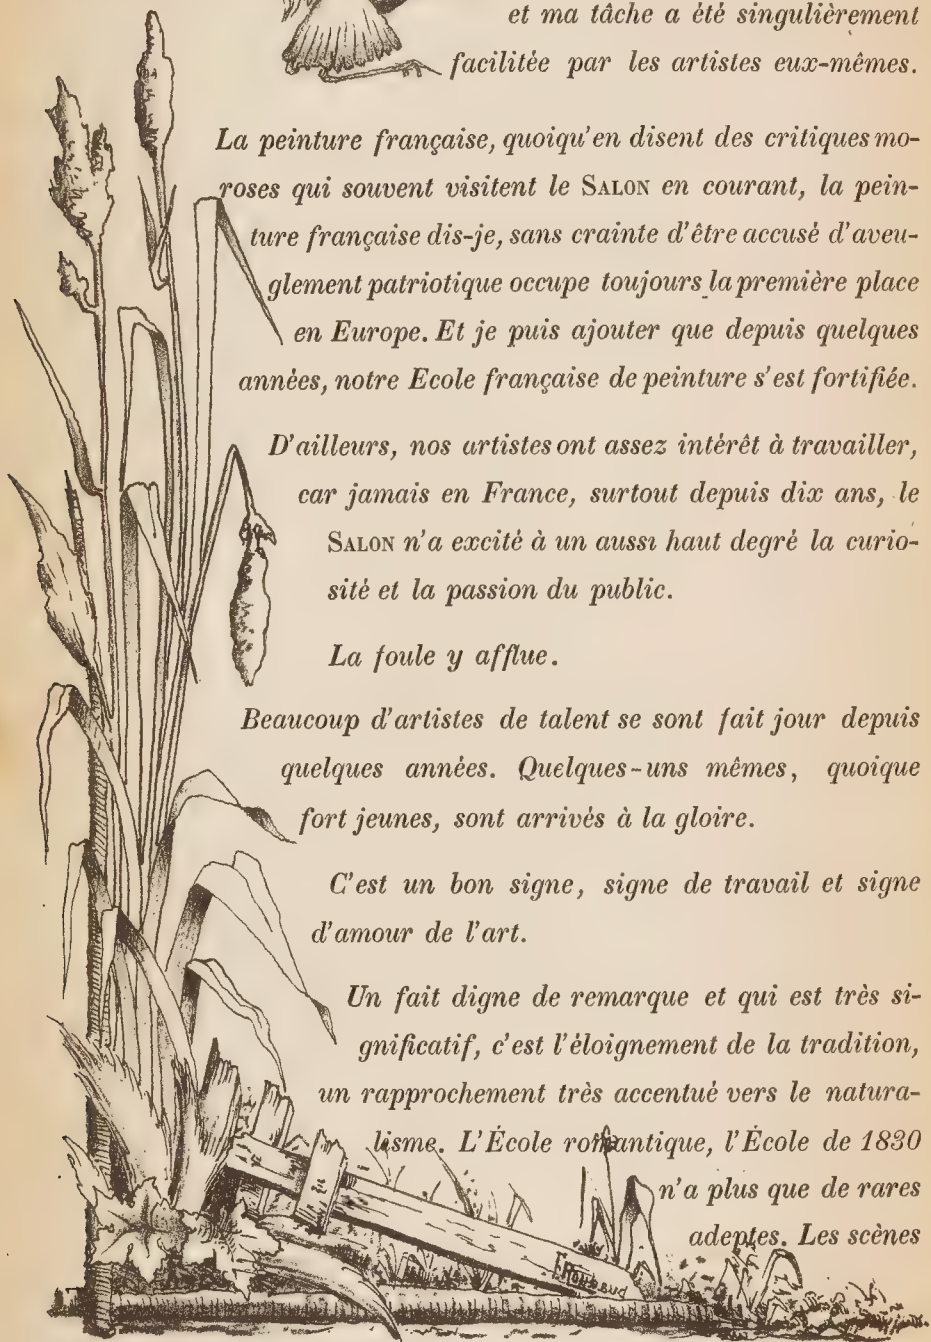 et ma tâche a été singulièrement
facilitée par les artistes eux-mêmes.
La peinture française, quoiqu'en disent des critiques mo-
roses qui souvent visitent le SALON en courant, la pein-
ture française dis-je, sans crainte d'être accusé d'aveu-
glement patriotique occupe toujours la première place
en Europe. Et je puis ajouter que depuis quelques
années, notre Ecole française de peinture s'est fortifiée.
D'ailleurs, nos artistes ont assez intérêt à travailler,
car jamais en France, surtout depuis dix ans, le
SALON n'a excité à un aussi haut degré la curio-
sité et la passion du public.
La foule y afflue.
Beaucoup d'artistes de talent se sont fait jour depuis
quelques années. Quelques-uns mêmes, quoique
fort jeunes, sont arrivés à la gloire.
C'est un bon signe, signe de travail et signe
d'amour de l'art.
Un fait digne de remarque et qui est très si-
gnificatif, c'est l'éloignement de la tradition,
un rapprochement très accentué vers le natura-
lisme. L'École romantique, l'École de 1830
n'a plus que de rares
adeptes. Les scènes
F. Roubaud